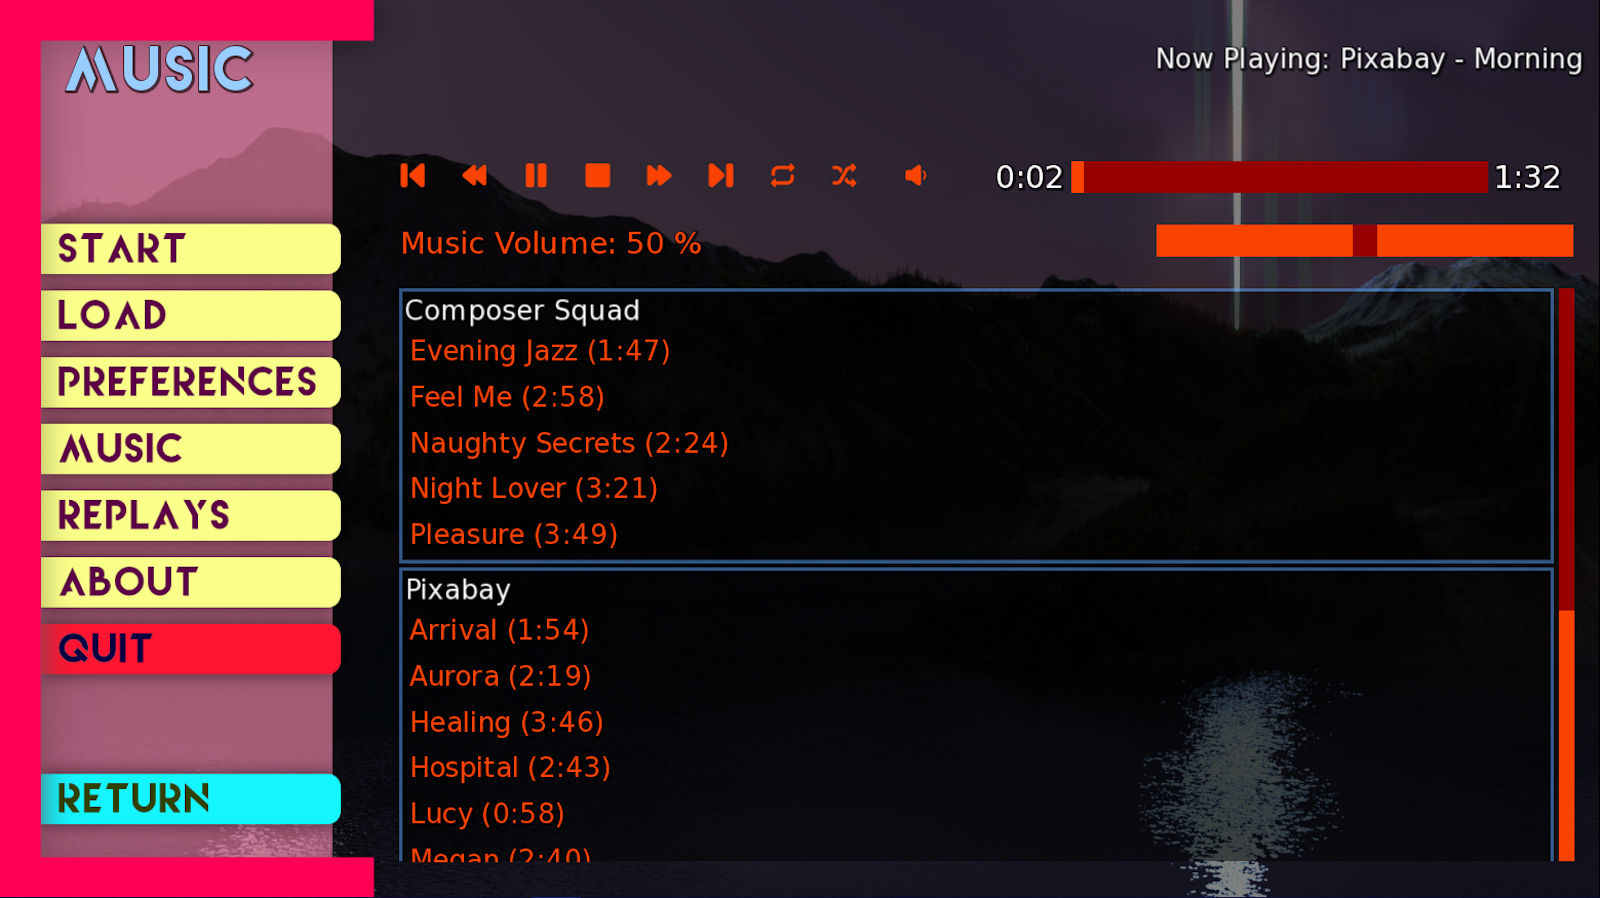 MUSIC
Now Playing: Pixabay - Morning
0:02
1:32
START
Music Volume: 50 %
LOAD
PREFERENCES
MUSIC
REPLAYS
ABOUT
QUIT
RETURN
Composer Squad
Evening Jazz (1:47)
Feel Me (2:58)
Naughty Secrets (2:24)
Night Lover (3:21)
Pleasure (3:49)
Pixabay
Arrival (1:54)
Aurora (2:19)
Healing (3:46)
Hospital (2:43)
Lucy (0:58)
Megan (2:40)